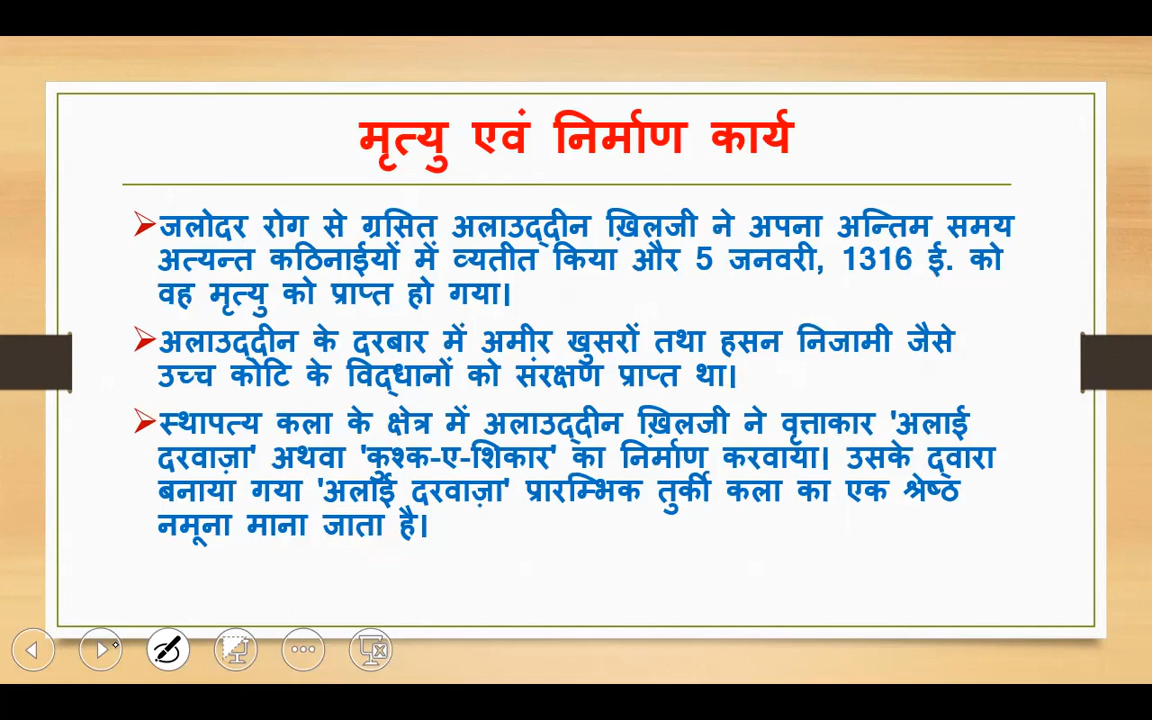 मृत्यु एवं निर्माण कार्य
जलोदर रोग से ग्रसित अलाउद्दीन ख़िलजी ने अपना अन्तिम समय
अत्यन्त कठिनाईयों में व्यतीत किया और 5 जनवरी, 1316 ई. को
वह मृत्यु को प्राप्त हो गया।
अलाउद्दीन के दरबार में अमीर खुसरों तथा हसन निजामी जैसे
उच्च कोटि के विद्धानों को संरक्षण प्राप्त था।
स्थापत्य कला के क्षेत्र में अलाउद्दीन ख़िलजी ने वृत्ताकार 'अलाई
दरवाज़ा' अथवा 'कुश्क-ए-शिकार' का निर्माण करवाया। उसके द्वारा
बनाया गया 'अलाई दरवाज़ा' प्रारम्भिक तुर्की कला का एक श्रेष्ठ
नमूना माना जाता है।